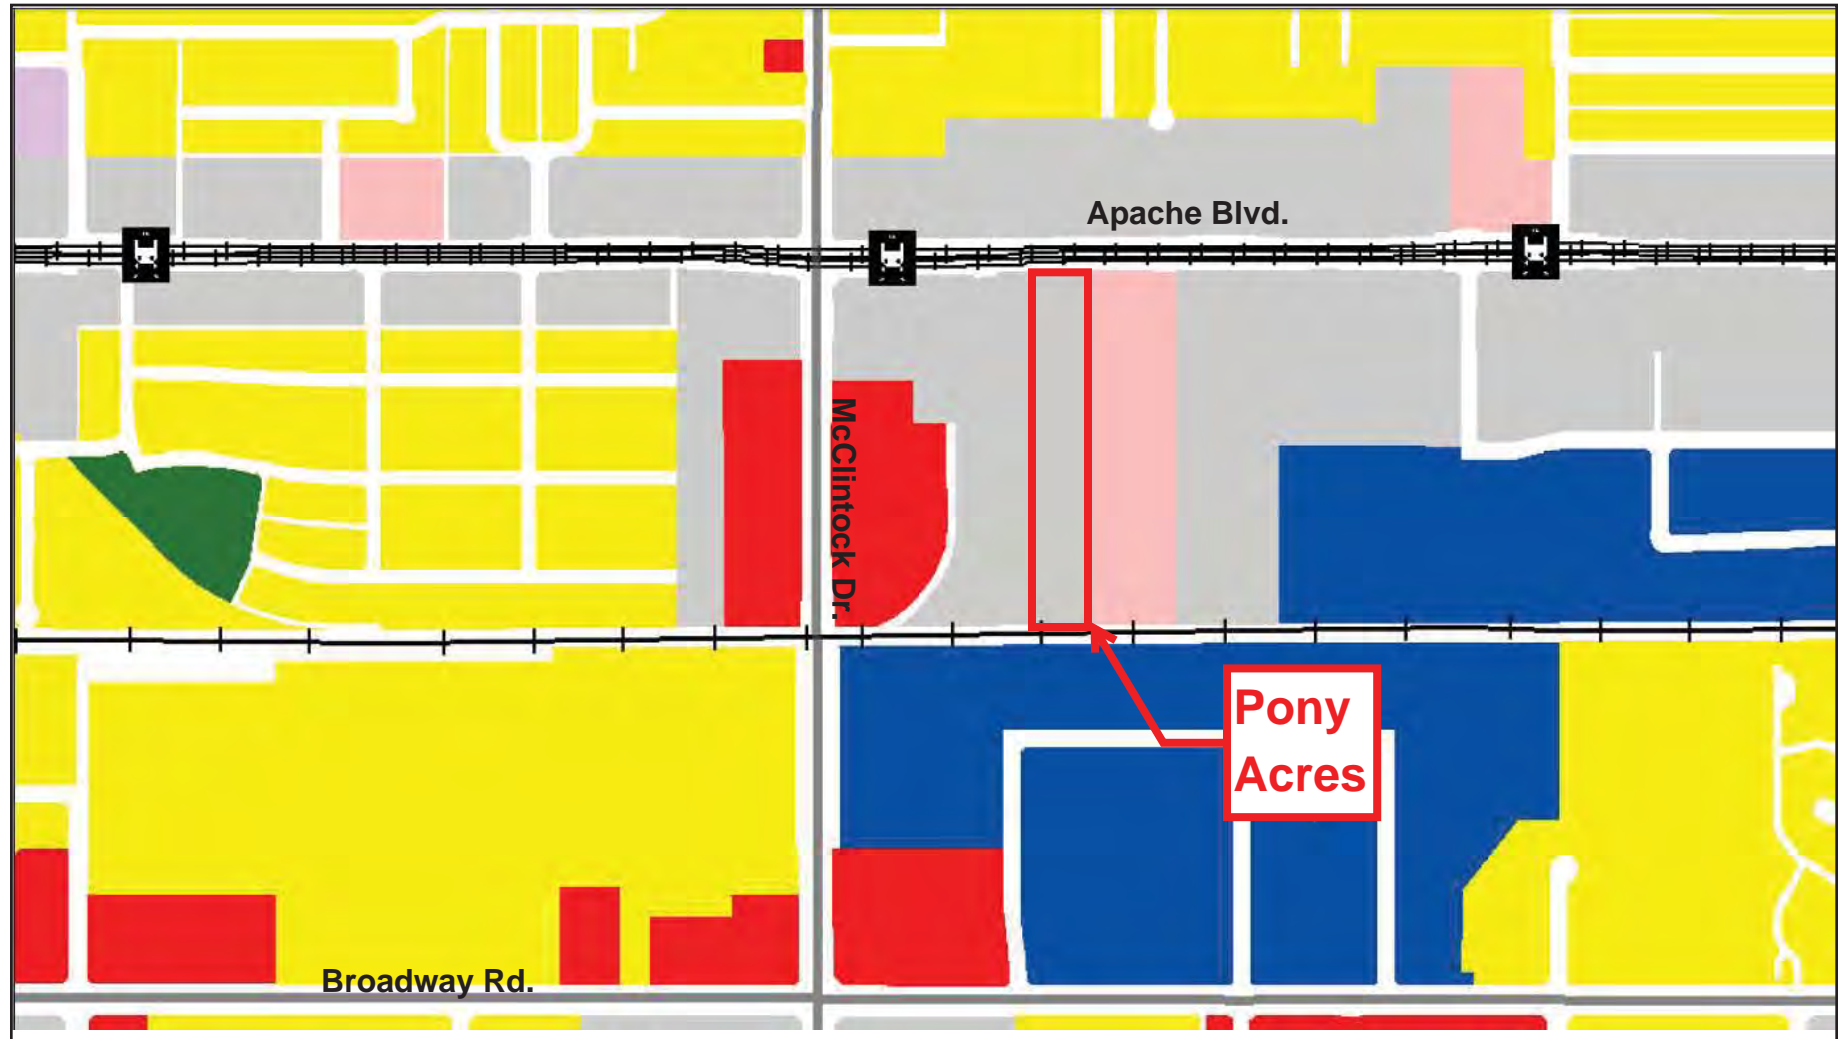 Apache Blvd.
McClintock Dr.
Pony
Acres
Broadway Rd.